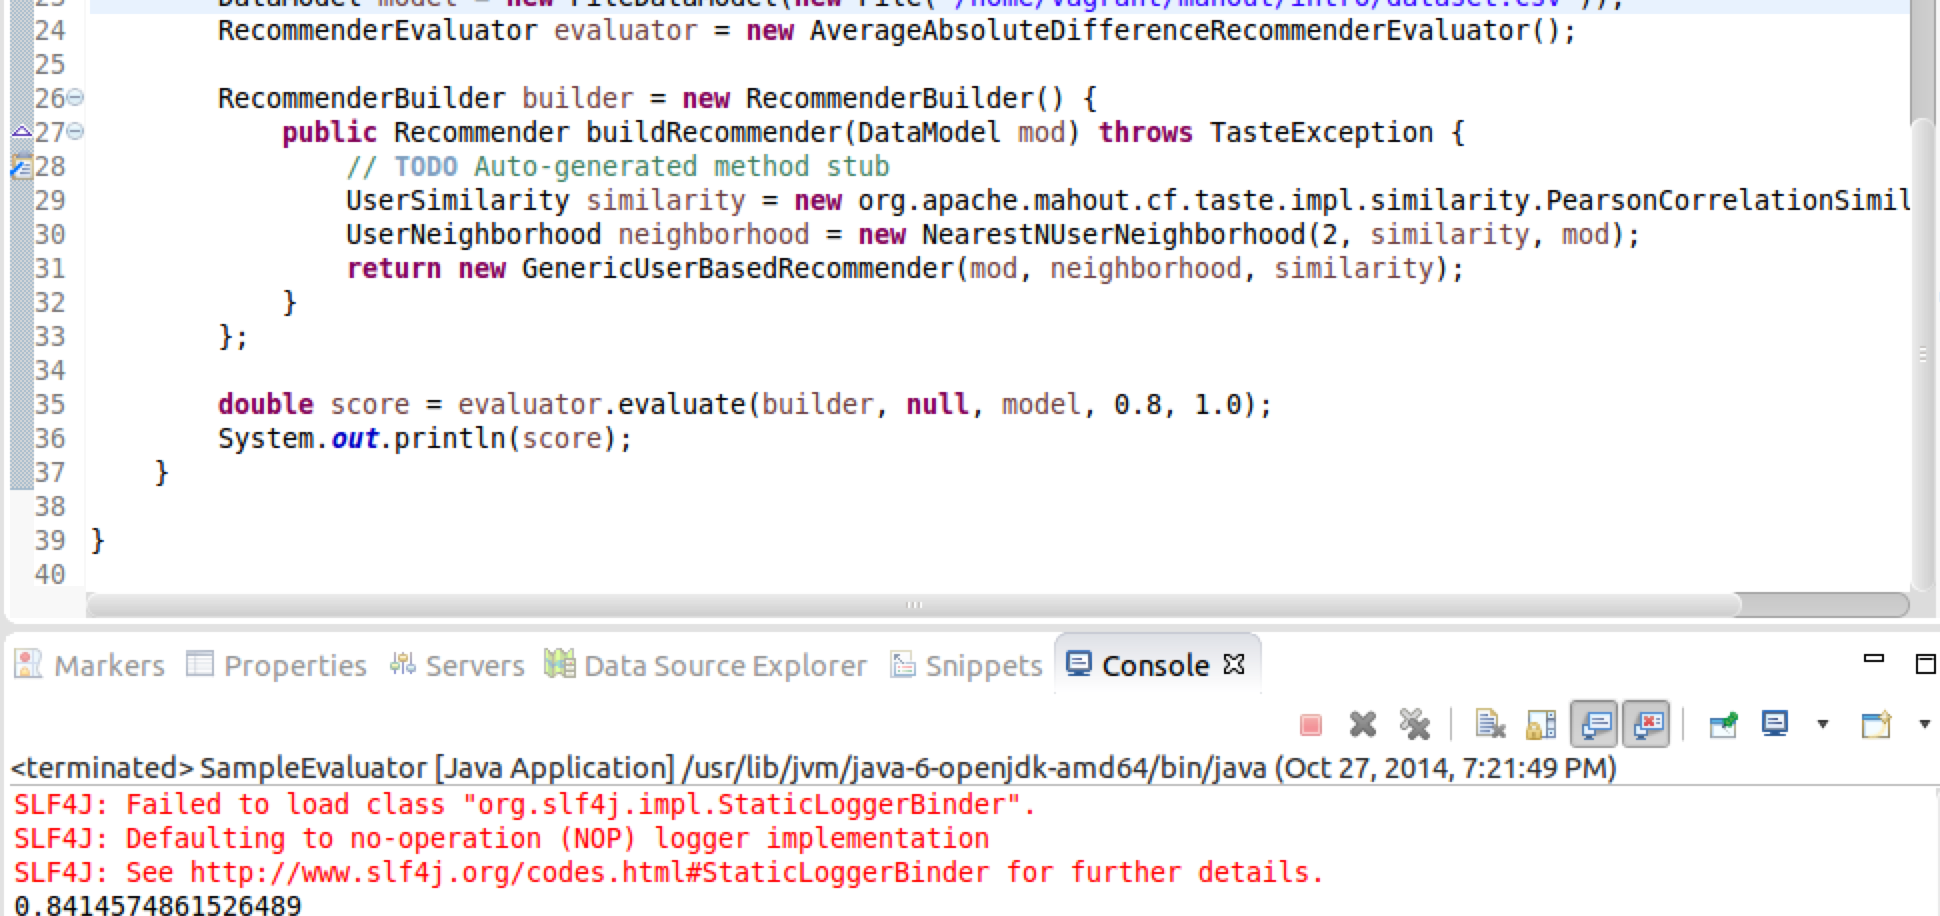 23 DataModel model = new FileDataModel(new File("/home/vagrant/mahout/intro/dataset.csv"));
24 RecommenderEvaluator evaluator = new AverageAbsoluteDifferenceRecommenderEvaluator();
25
26 RecommenderBuilder builder = new RecommenderBuilder() {
27 public Recommender buildRecommender(DataModel mod) throws TasteException {
28 // TODO Auto-generated method stub
29 UserSimilarity similarity = new org.apache.mahout.cf.taste.impl.similarity.PearsonCorrelationSimil
30 UserNeighborhood neighborhood = new NearestNUserNeighborhood(2, similarity, mod);
31 return new GenericUserBasedRecommender(mod, neighborhood, similarity);
32 }
33 };
34
35 double score = evaluator.evaluate(builder, null, model, 0.8, 1.0);
36 System.out.println(score);
37 }
38
39 }
40
Markers Properties Servers Data Source Explorer Snippets Console
<terminated> SampleEvaluator [Java Application] /usr/lib/jvm/java-6-openjdk-amd64/bin/java (Oct 27, 2014, 7:21:49 PM)
SLF4J: Failed to load class "org.slf4j.impl.StaticLoggerBinder".
SLF4J: Defaulting to no-operation (NOP) logger implementation
SLF4J: See http://www.slf4j.org/codes.html#StaticLoggerBinder for further details.
0.8414574861526489